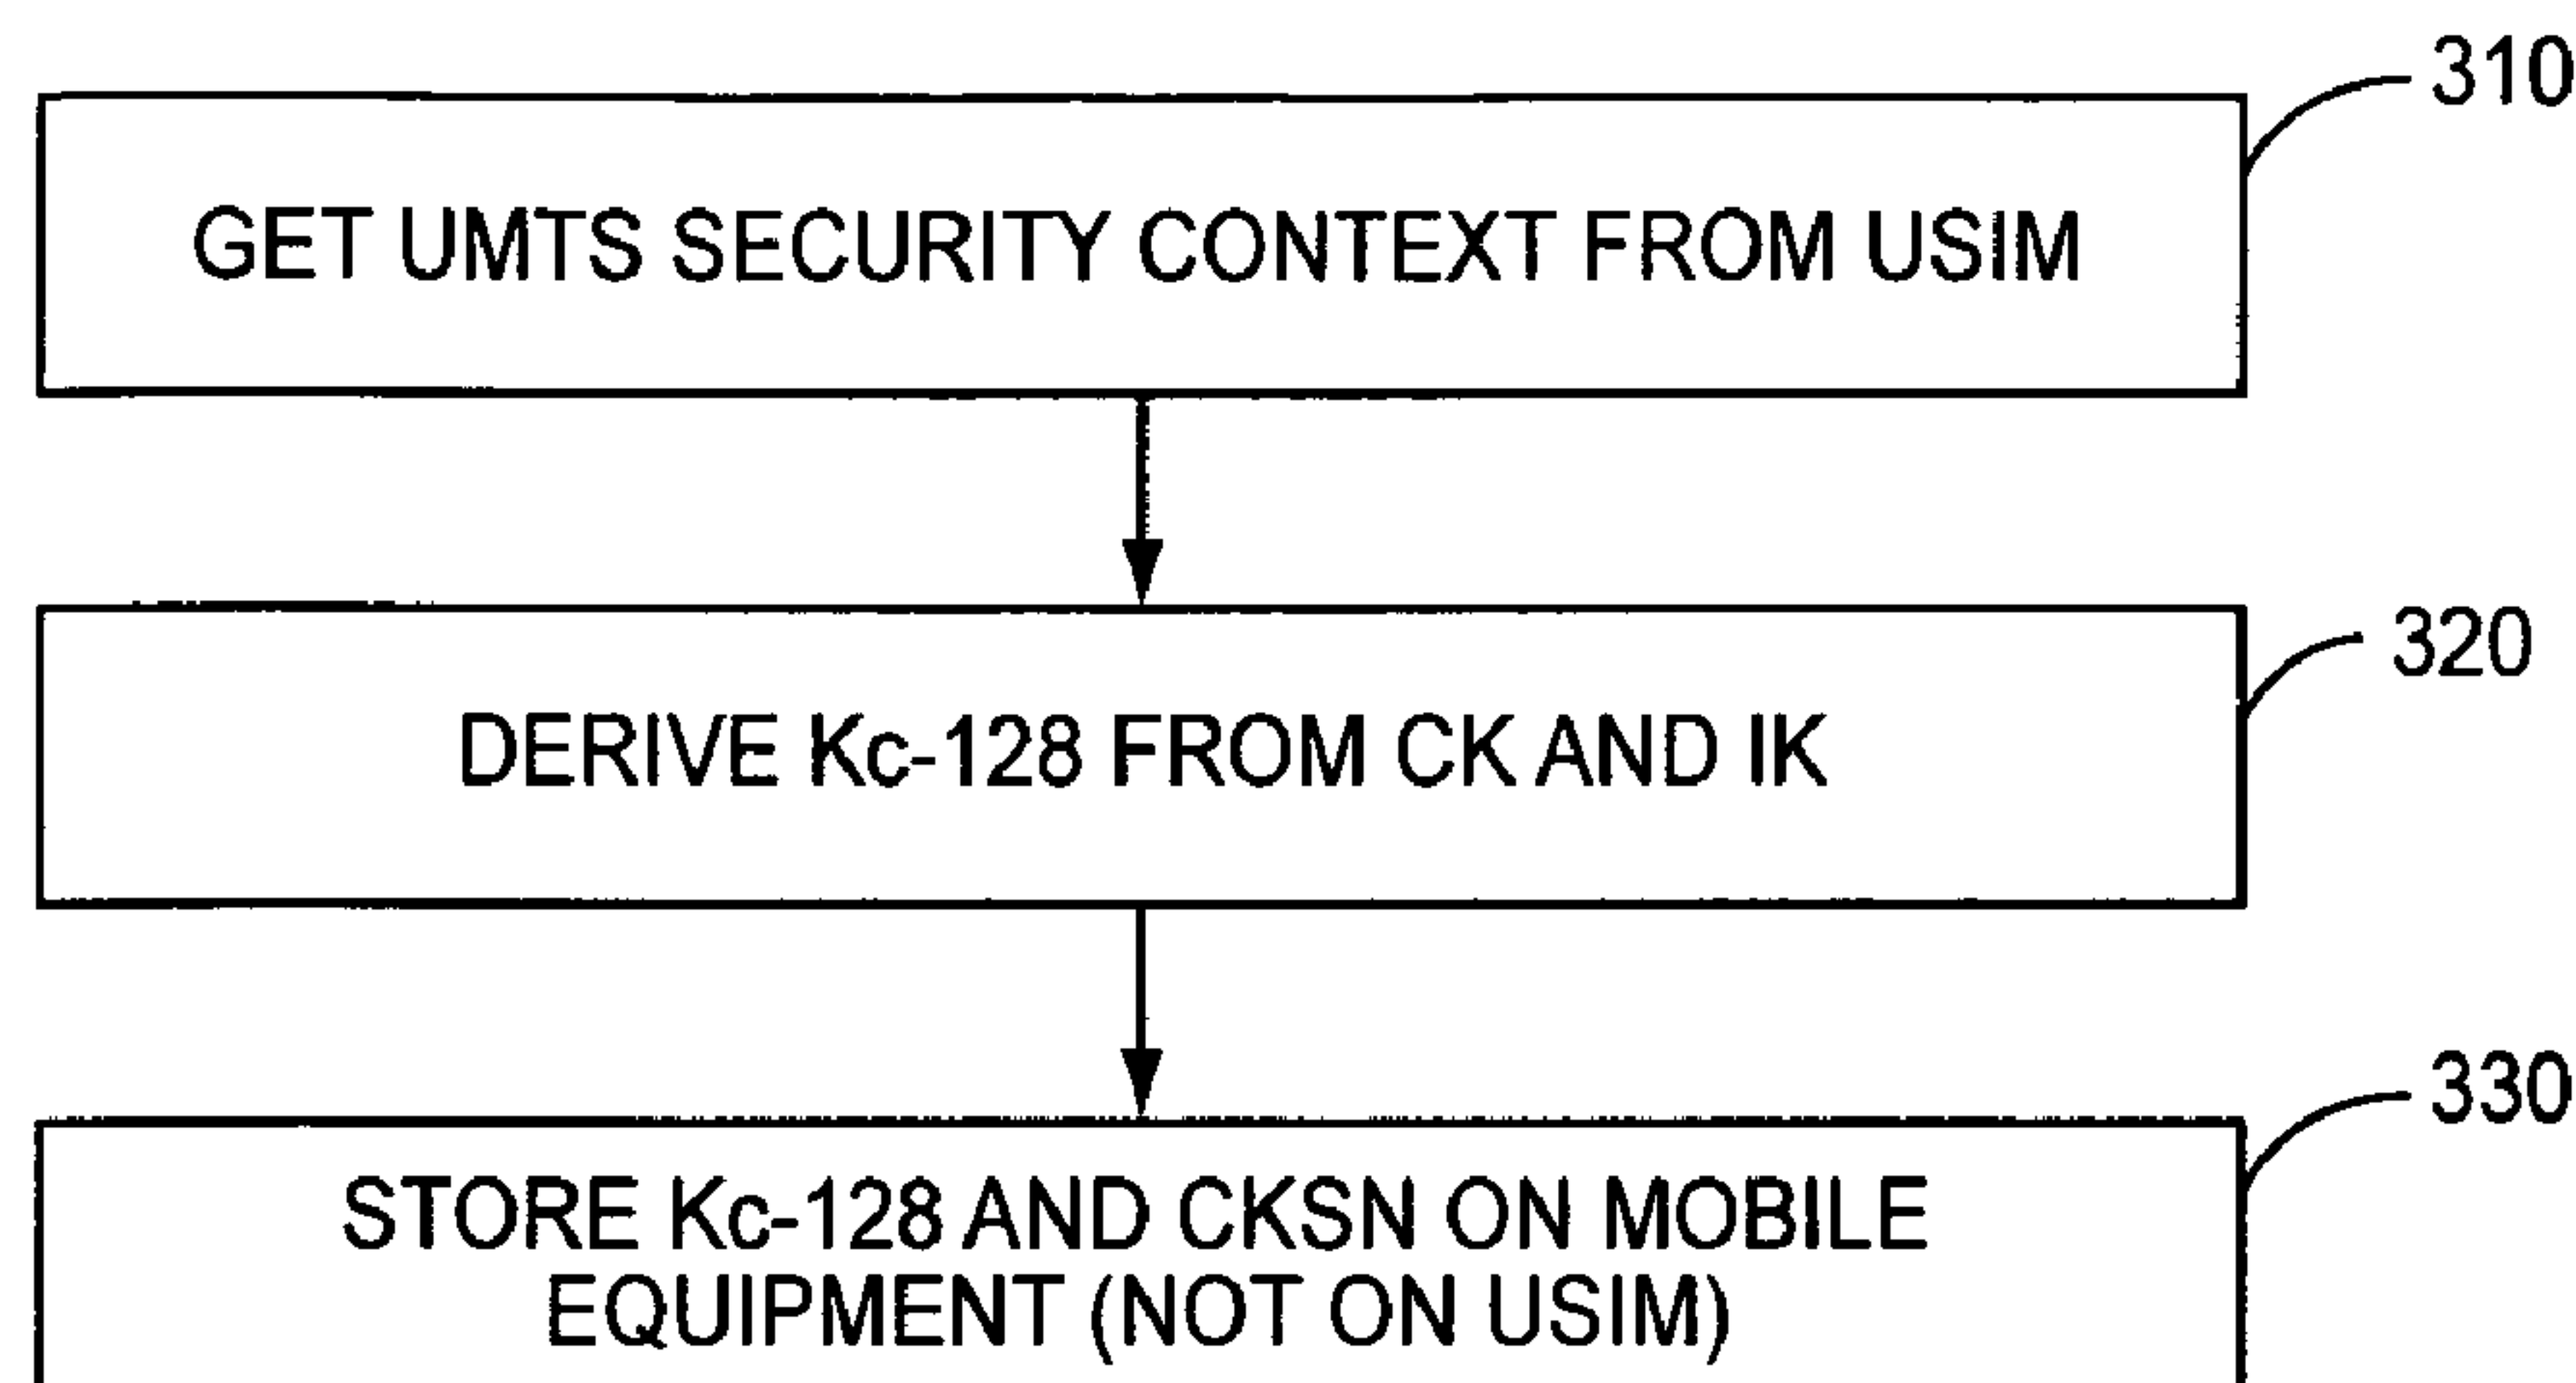 310
GET UMTS SECURITY CONTEXT FROM USIM
320
DERIVE Kc-128 FROM CK AND IK
330
STORE Kc-128 AND CKSN ON MOBILE
EQUIPMENT (NOT ON USIM)